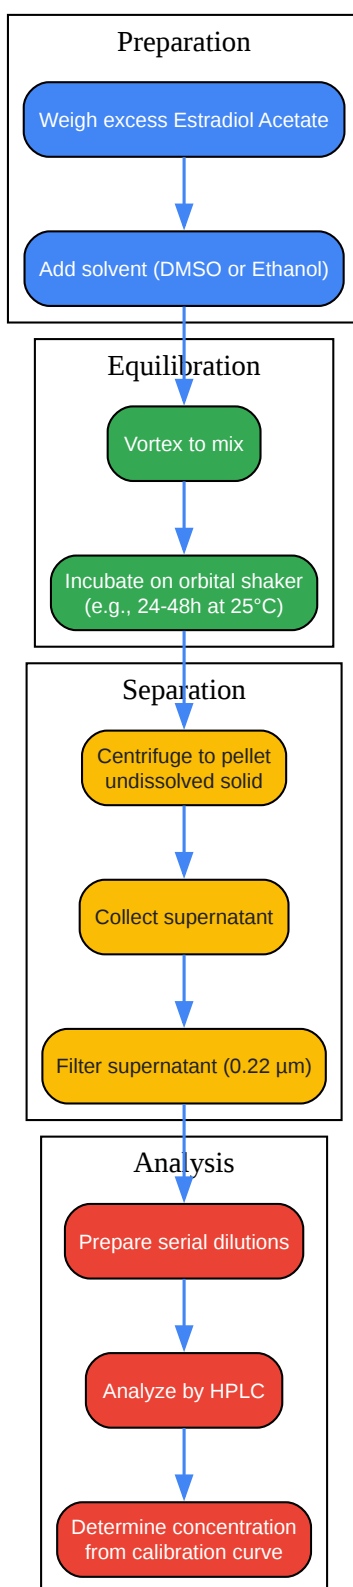 Preparation
Weigh excess Estradiol Acetate
Add solvent (DMSO or Ethanol)
Equilibration
Vortex to mix
Incubate on orbital shaker
(e.g., 24-48h at 25°C)
Separation
Centrifuge to pellet
undissolved solid
Collect supernatant
Filter supernatant (0.22 µm)
Analysis
Prepare serial dilutions
Analyze by HPLC
Determine concentration
from calibration curve